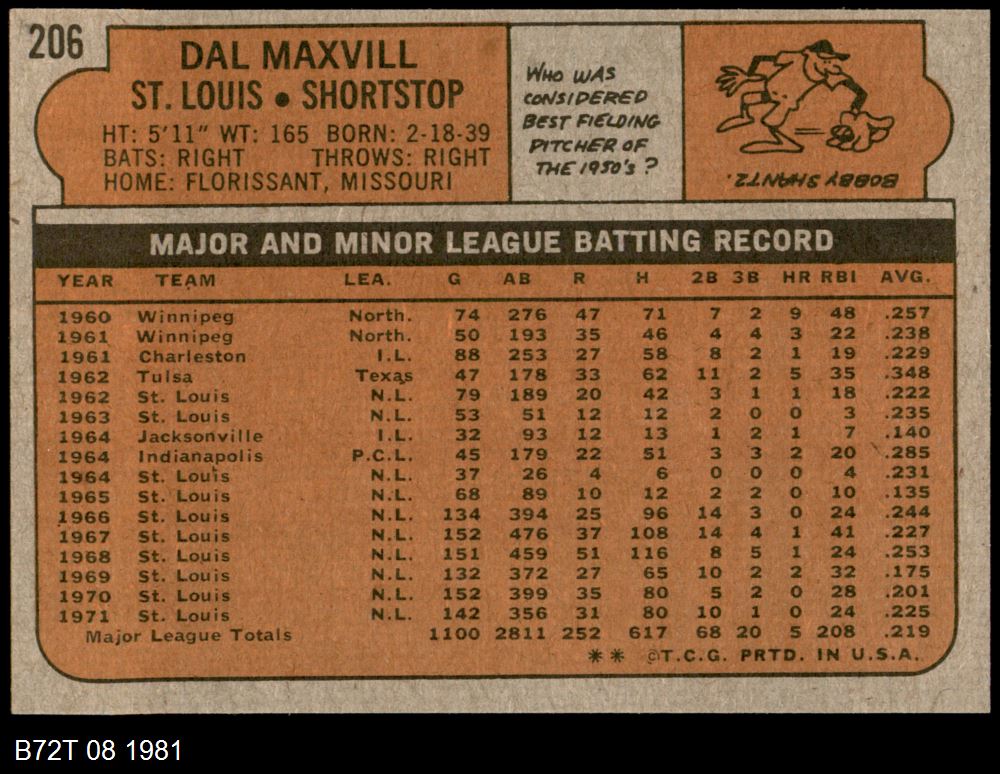 206
DAL MAXVILL
ST. LOUIS • SHORTSTOP
HT: 5'11" WT: 165 BORN: 2-18-39
BATS: RIGHT THROWS: RIGHT
HOME: FLORISSANT, MISSOURI
WHO WAS
CONSIDERED
BEST FIELDING
PITCHER OF
THE 1950's?
BOBBY SHANTZ.
MAJOR AND MINOR LEAGUE BATTING RECORD
YEAR TEAM LEA. G AB R H 2B 3B HR RBI AVG.
1960 Winnipeg North. 74 276 47 71 7 2 9 48 .257
1961 Winnipeg North. 50 193 35 46 4 4 3 22 .238
1961 Charleston I.L. 88 253 27 58 8 2 1 19 .229
1962 Tulsa Texas 47 178 33 62 11 2 5 35 .348
1962 St. Louis N.L. 79 189 20 42 3 1 1 18 .222
1963 St. Louis N.L. 53 51 12 12 2 0 0 3 .235
1964 Jacksonville I.L. 32 93 12 13 1 2 1 7 .140
1964 Indianapolis P.C.L. 45 179 22 51 3 3 2 20 .285
1964 St. Louis N.L. 37 26 4 6 0 0 0 4 .231
1965 St. Louis N.L. 68 89 10 12 2 2 0 10 .135
1966 St. Louis N.L. 134 394 25 96 14 3 0 24 .244
1967 St. Louis N.L. 152 476 37 108 14 4 1 41 .227
1968 St. Louis N.L. 151 459 51 116 8 5 1 24 .253
1969 St. Louis N.L. 132 372 27 65 10 2 2 32 .175
1970 St. Louis N.L. 152 399 35 80 5 2 0 28 .201
1971 St. Louis N.L. 142 356 31 80 10 1 0 24 .225
Major League Totals 1100 2811 252 617 68 20 5 208 .219
** ©T.C.G. PRTD. IN U.S.A.
B72T 08 1981